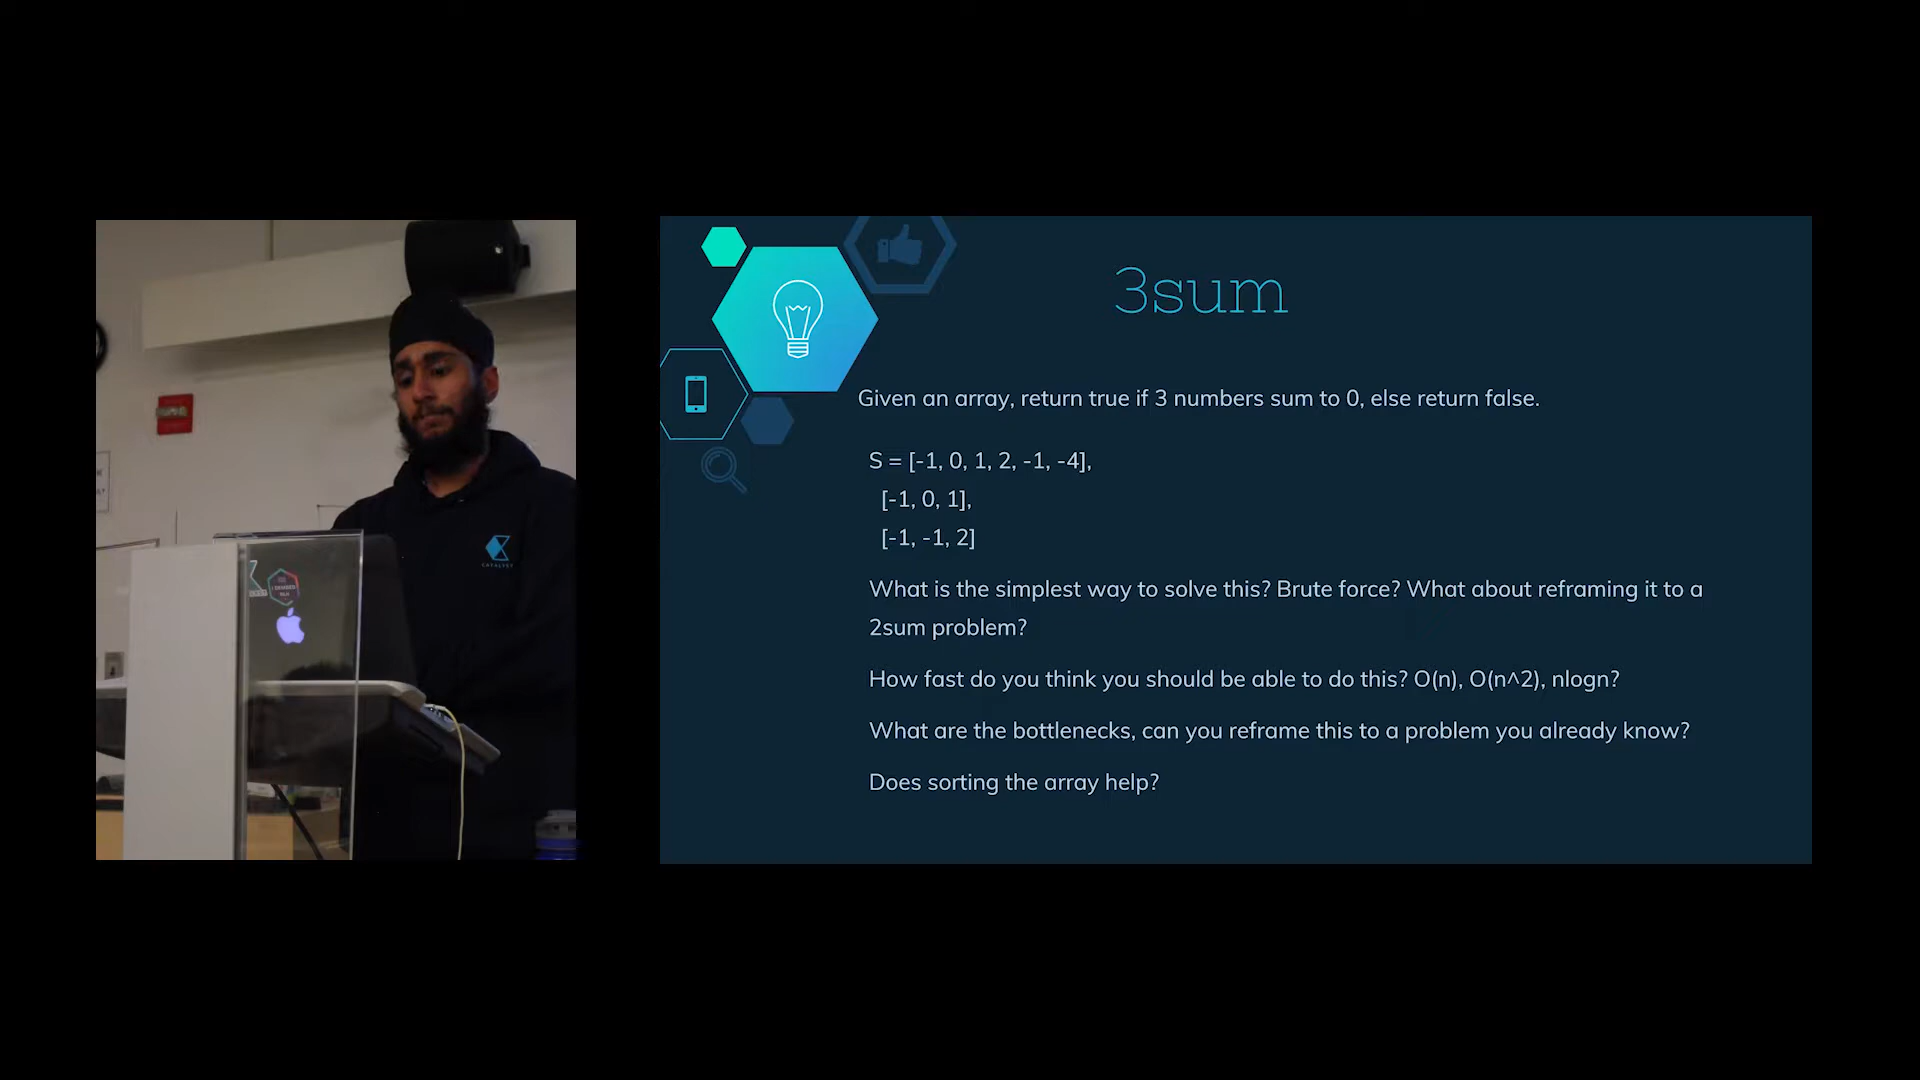 3sum
Given an array, return true if 3 numbers sum to 0, else return false.
S = [-1, 0, 1, 2, -1, -4],
[-1, 0, 1],
[-1, -1, 2]
What is the simplest way to solve this? Brute force? What about reframing it to a
2sum problem?
How fast do you think you should be able to do this? O(n), O(n^2), nlogn?
What are the bottlenecks, can you reframe this to a problem you already know?
Does sorting the array help?
CATALYST